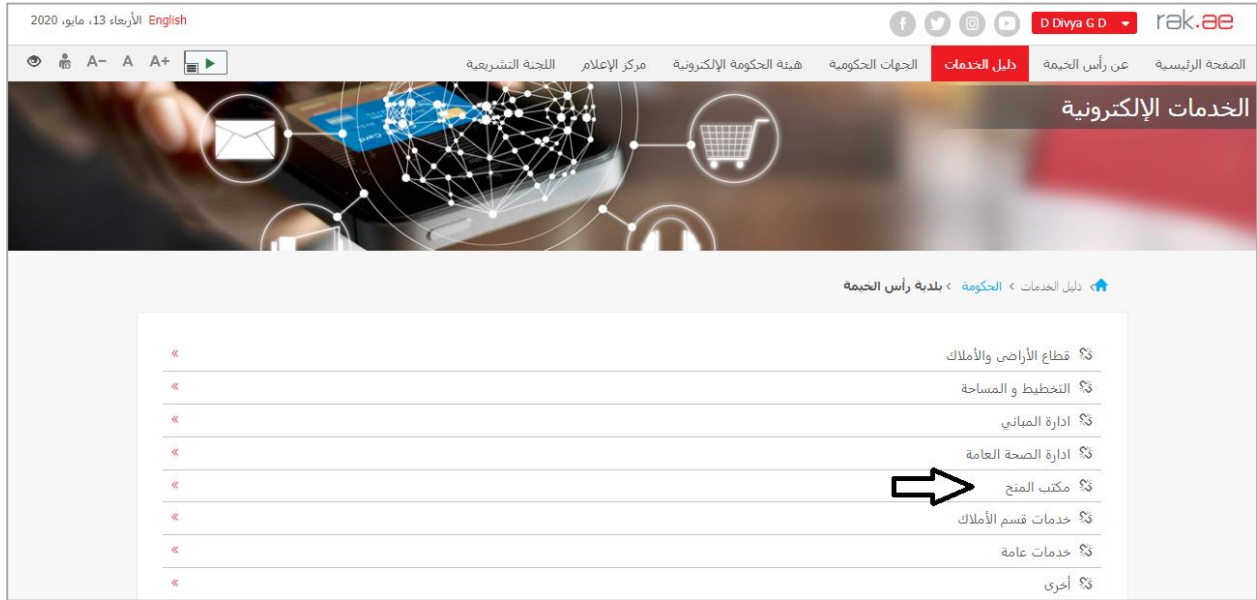 rak.ae
D Divya G D
English الأربعاء 13، مايو، 2020
الصفحة الرئيسية عن رأس الخيمة دليل الخدمات الجهات الحكومية هيئة الحكومة الإلكترونية مركز الإعلام اللجنة التشريعية
A- A A+
الخدمات الإلكترونية
دليل الخدمات › الحكومة › بلدية رأس الخيمة
قطاع الأراضى والأملاك
التخطيط و المساحة
ادارة المباني
ادارة الصحة العامة
مكتب المنح
خدمات قسم الأملاك
خدمات عامة
أخرى